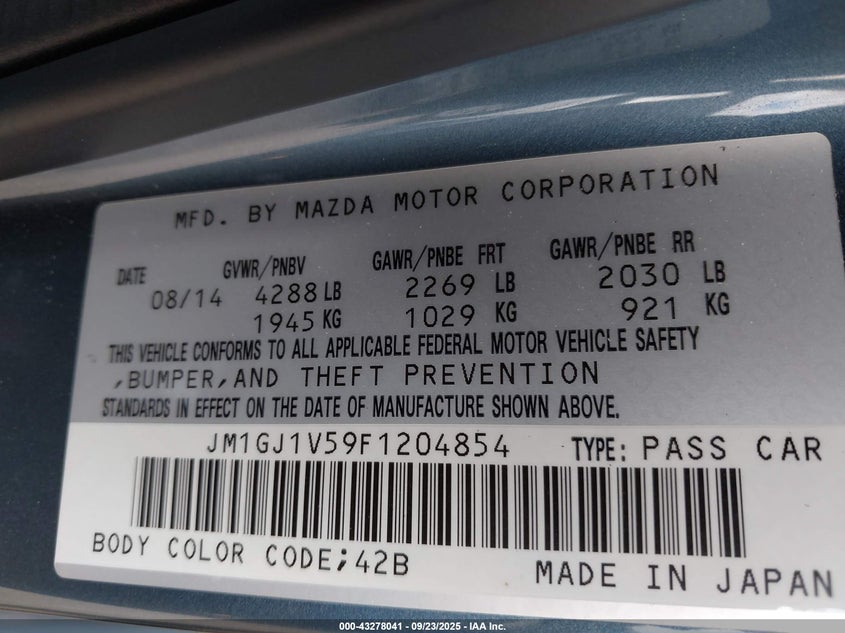 MFD. BY MAZDA MOTOR CORPORATION
DATE GVWR/PNBV GAWR/PNBE FRT GAWR/PNBE RR
08/14 4288 LB 2269 LB 2030 LB
1945 KG 1029 KG 921 KG
THIS VEHICLE CONFORMS TO ALL APPLICABLE FEDERAL MOTOR VEHICLE SAFETY
,BUMPER,AND THEFT PREVENTION
STANDARDS IN EFFECT ON THE DATE OF MANUFACTURE SHOWN ABOVE.
JM1GJ1V59F1204854 TYPE: PASS CAR
BODY COLOR CODE;42B
MADE IN JAPAN
000-43278041 - 09/23/2025 - IAA Inc.